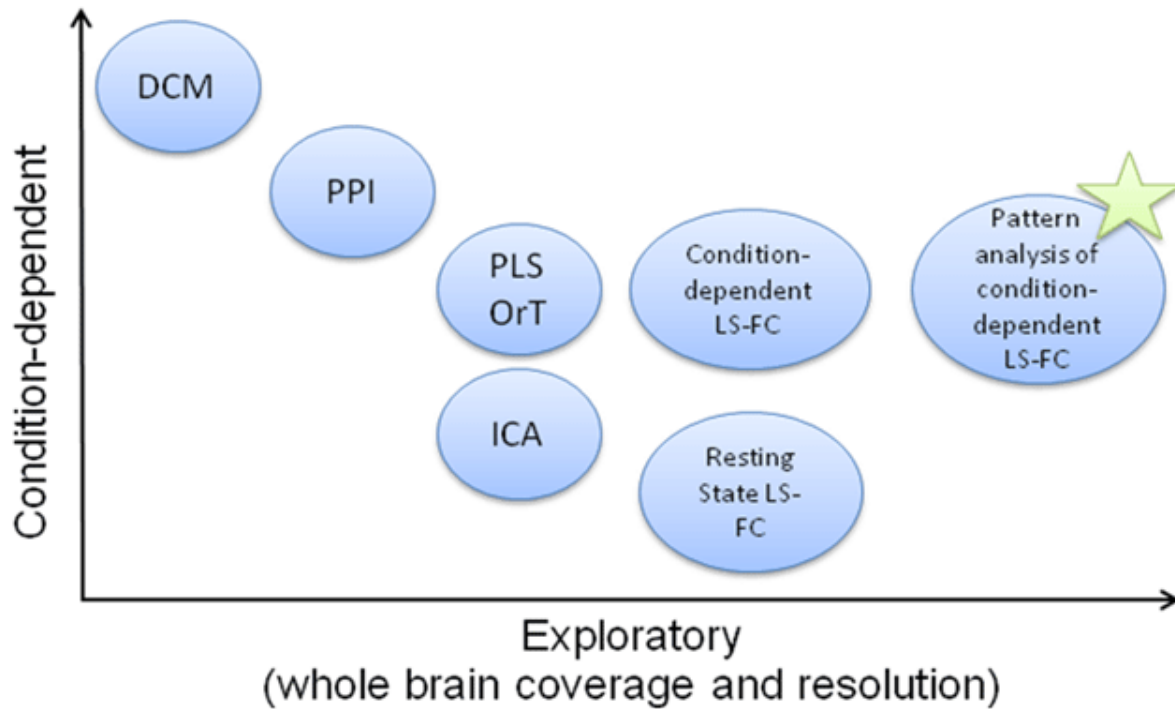 Condition-dependent
DCM
PPI
PLS
OrT
ICA
Condition-
dependent
LS-FC
Resting
State LS-
FC
Pattern
analysis of
condition-
dependent
LS-FC
Exploratory
(whole brain coverage and resolution)